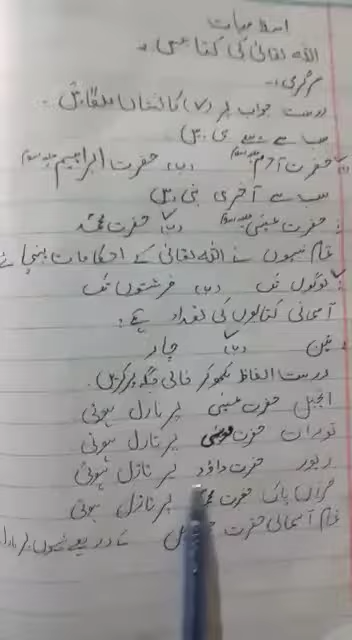 اسلامیات
اللہ تعالیٰ کی کتابیں
سرگرمی:۔
درست جواب پر (✓) کا نشان لگائیں۔
سب سے پہلے نبی ہیں
حضرت آدم علیہ السلام (ب) حضرت ابراہیم علیہ السلام
سب سے آخری نبی ہیں
حضرت عیسیٰ علیہ السلام (ب) ✓ حضرت محمد
تمام نبیوں نے اللہ تعالیٰ کے احکامات پہنچائے
لوگوں تک (ب) فرشتوں تک
آسمانی کتابوں کی تعداد ہے:
تین (ب) ✓ چار
درست الفاظ لکھ کر خالی جگہ پر کریں۔
انجیل حضرت عیسیٰ پر نازل ہوئی
تورات حضرت موسیٰ پر نازل ہوئی
زبور حضرت داؤد پر نازل ہوئی
قرآن پاک حضرت پر نازل ہوئی
تمام آسمانی حضرت کے ذریعے نبیوں پر نازل